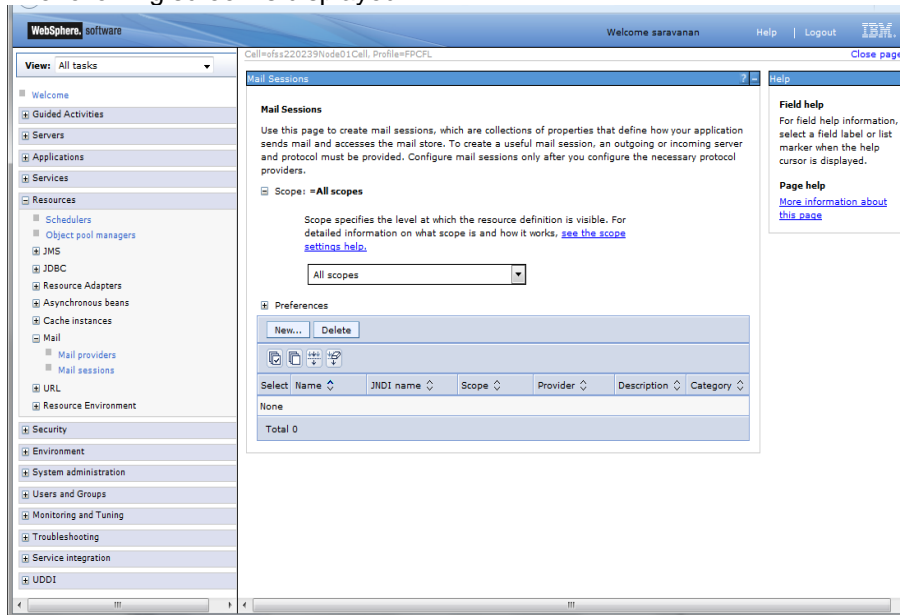 WebSphere. software
Welcome saravanan
Help | Logout
IBM.
Cell=ofss220239Node01Cell, Profile=FPCFL
Close page
View: All tasks
Welcome
Guided Activities
Servers
Applications
Services
Resources
Schedulers
Object pool managers
JMS
JDBC
Resource Adapters
Asynchronous beans
Cache instances
Mail
Mail providers
Mail sessions
URL
Resource Environment
Security
Environment
System administration
Users and Groups
Monitoring and Tuning
Troubleshooting
Service integration
UDDI
Mail Sessions
? -
Mail Sessions
Use this page to create mail sessions, which are collections of properties that define how your application
sends mail and accesses the mail store. To create a useful mail session, an outgoing or incoming server
and protocol must be provided. Configure mail sessions only after you configure the necessary protocol
providers.
Scope: =All scopes
Scope specifies the level at which the resource definition is visible. For
detailed information on what scope is and how it works, see the scope
settings help.
All scopes
Preferences
New... Delete
Select Name JNDI name Scope Provider Description Category
None
Total 0
Help
Field help
For field help information,
select a field label or list
marker when the help
cursor is displayed.
Page help
More information about
this page